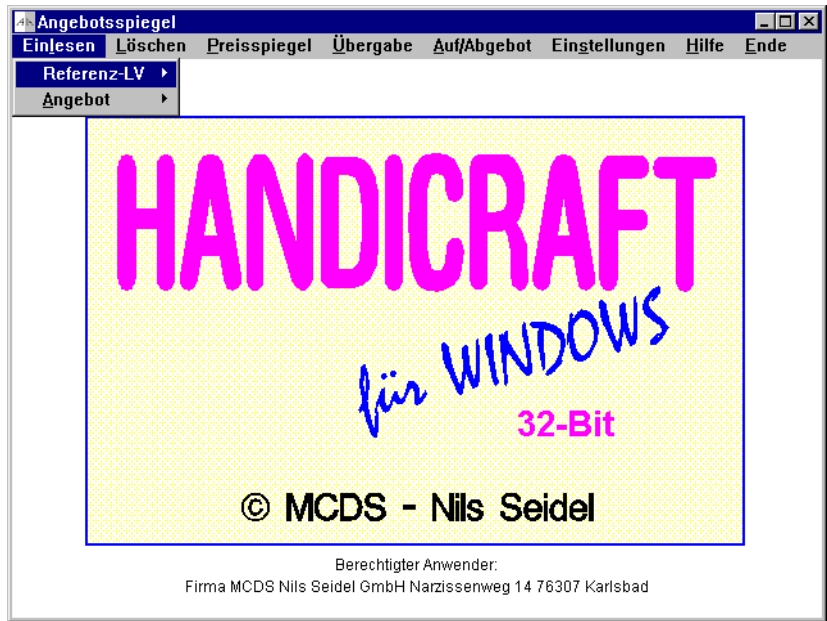 Angebotsspiegel
Einlesen Löschen Preisspiegel Übergabe Auf/Abgebot Einstellungen Hilfe Ende
Referenz-LV
Angebot
HANDICRAFT
für WINDOWS
32-Bit
© MCDS - Nils Seidel
Berechtigter Anwender:
Firma MCDS Nils Seidel GmbH Narzissenweg 14 76307 Karlsbad